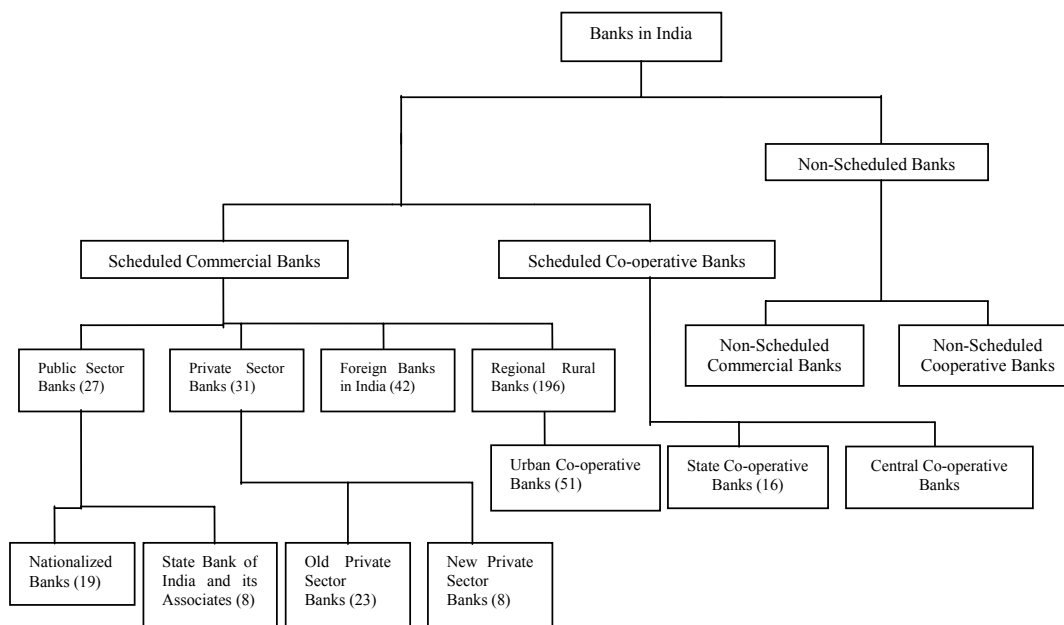 Banks in India
Non-Scheduled Banks
Scheduled Commercial Banks
Scheduled Co-operative Banks
Non-Scheduled
Commercial Banks
Non-Scheduled
Cooperative Banks
Public Sector
Banks (27)
Private Sector
Banks (31)
Foreign Banks
in India (42)
Regional Rural
Banks (196)
Urban Co-operative
Banks (51)
State Co-operative
Banks (16)
Central Co-operative
Banks
Nationalized
Banks (19)
State Bank of
India and its
Associates (8)
Old Private
Sector
Banks (23)
New Private
Sector
Banks (8)